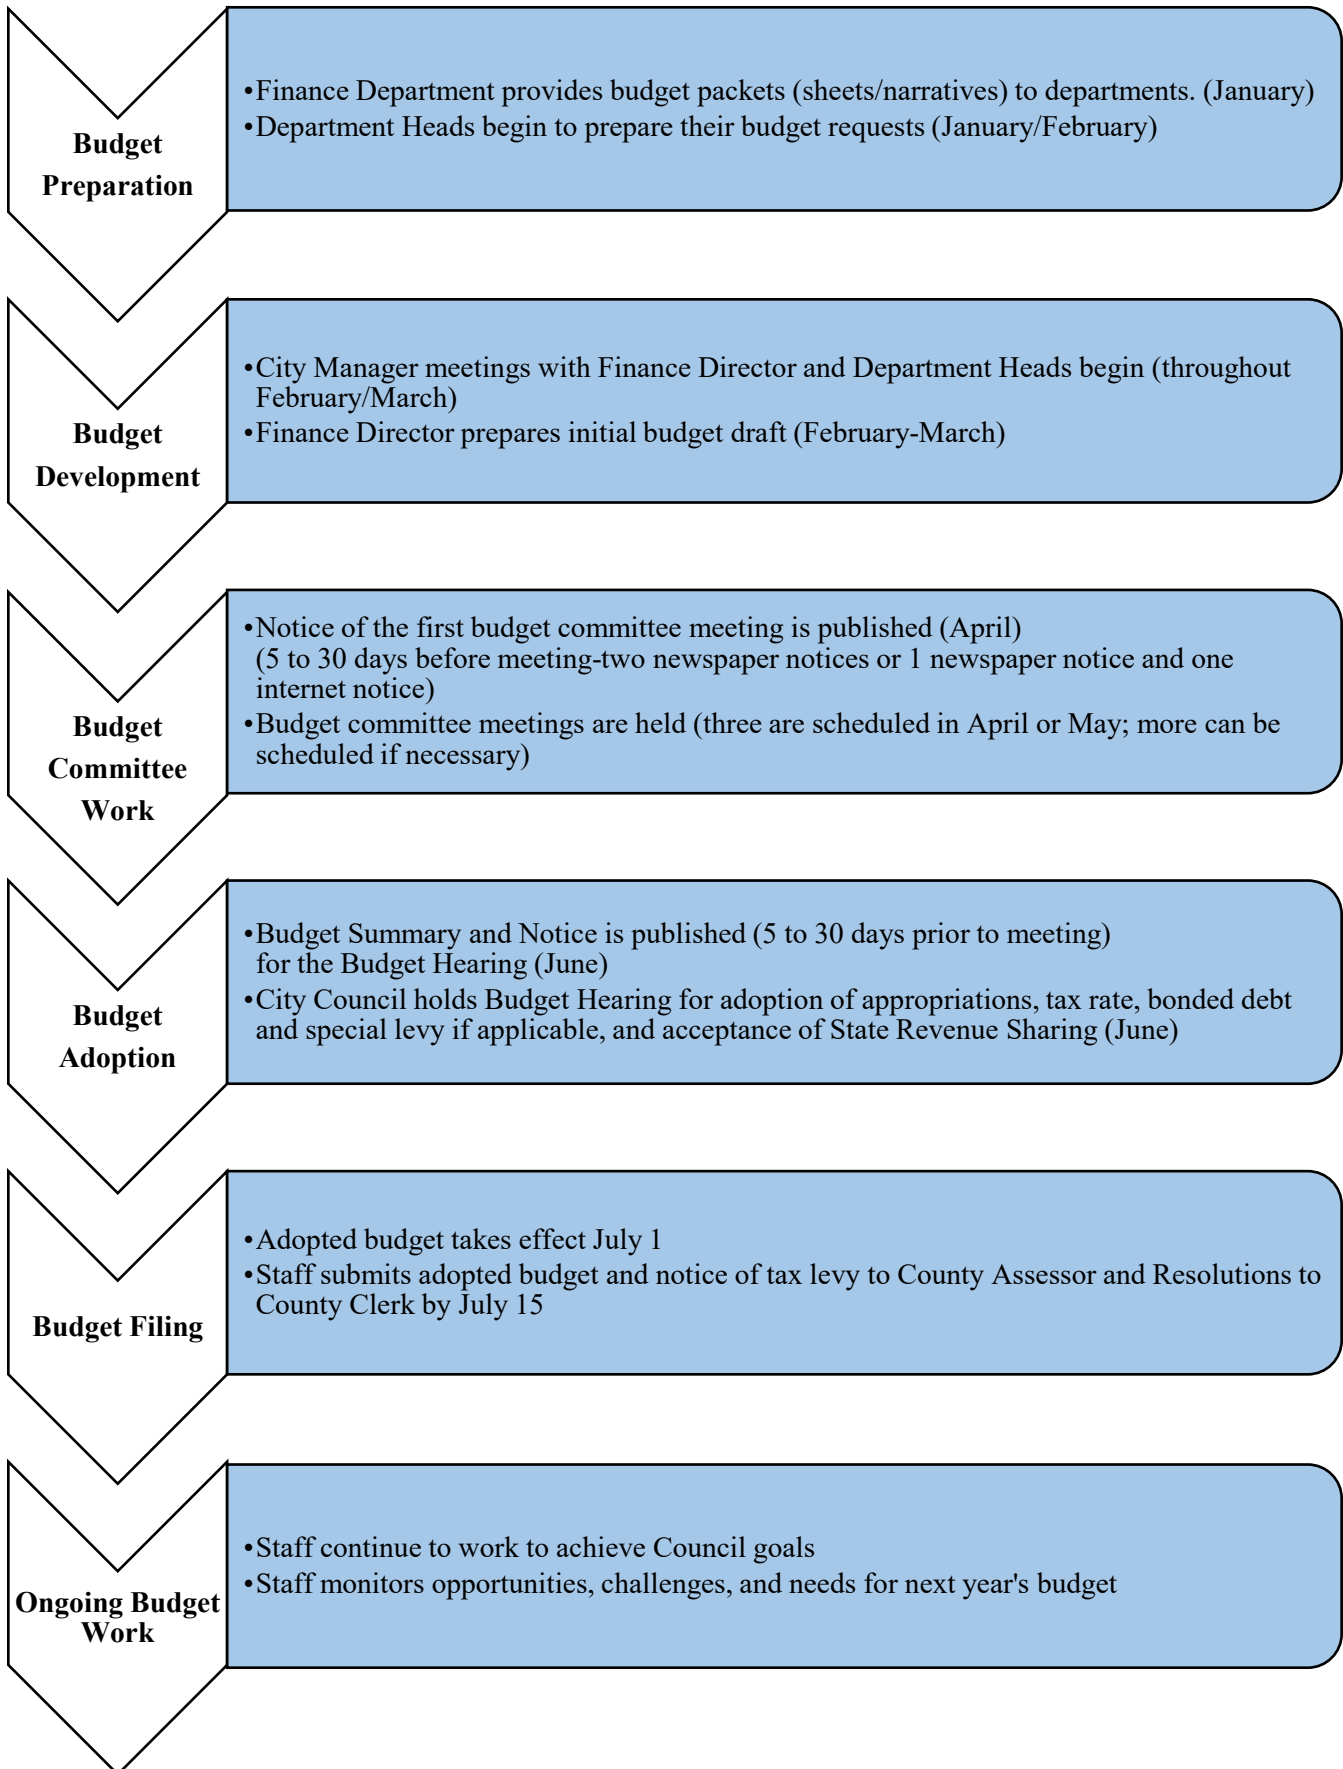 Budget
Preparation
•Finance Department provides budget packets (sheets/narratives) to departments. (January)
•Department Heads begin to prepare their budget requests (January/February)
Budget
Development
•City Manager meetings with Finance Director and Department Heads begin (throughout
February/March)
•Finance Director prepares initial budget draft (February-March)
Budget
Committee
Work
•Notice of the first budget committee meeting is published (April)
(5 to 30 days before meeting-two newspaper notices or 1 newspaper notice and one
internet notice)
•Budget committee meetings are held (three are scheduled in April or May; more can be
scheduled if necessary)
Budget
Adoption
•Budget Summary and Notice is published (5 to 30 days prior to meeting)
for the Budget Hearing (June)
•City Council holds Budget Hearing for adoption of appropriations, tax rate, bonded debt
and special levy if applicable, and acceptance of State Revenue Sharing (June)
Budget Filing
•Adopted budget takes effect July 1
•Staff submits adopted budget and notice of tax levy to County Assessor and Resolutions to
County Clerk by July 15
Ongoing Budget
Work
•Staff continue to work to achieve Council goals
•Staff monitors opportunities, challenges, and needs for next year's budget